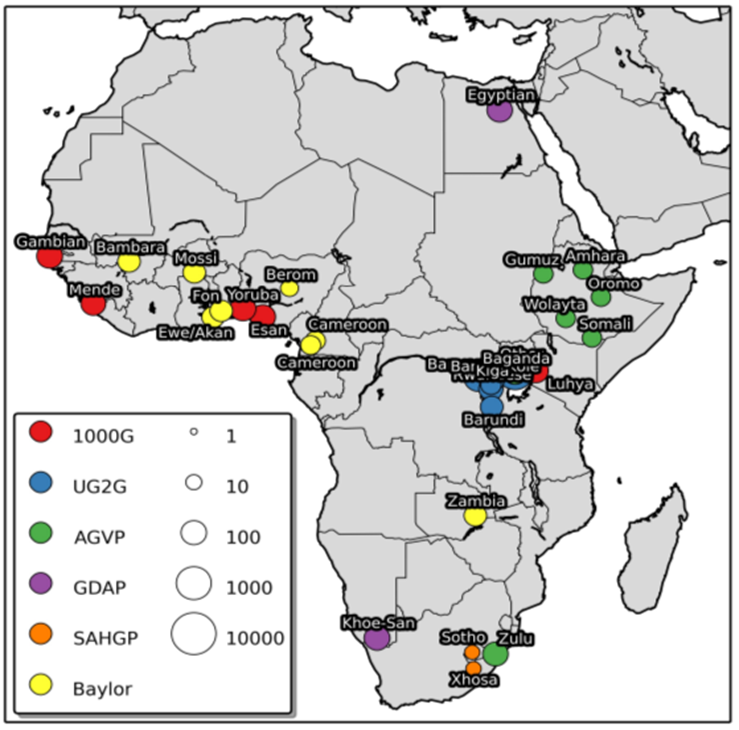 Egyptian
Gambian
Bambara
Mossi
Gumuz
Amhara
Berom
Oromo
Mende
Fon
Yoruba
Wolayta
Ewe/Akan
Esan
Cameroon
Somali
Cameroon
Baganda
Kiga
Luhya
Barundi
Zambia
Khoe-San
Sotho
Zulu
Xhosa
1000G 1
UG2G 10
AGVP 100
GDAP 1000
SAHGP 10000
Baylor